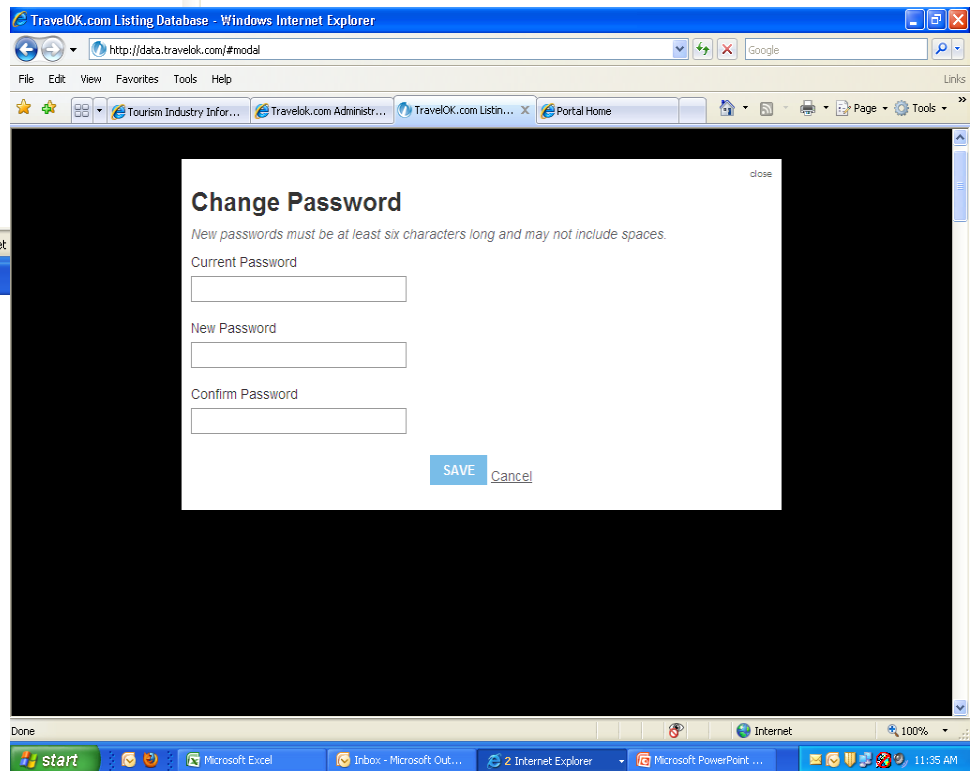 TravelOK.com Listing Database - Windows Internet Explorer
http://data.travelok.com/#modal
Google
File Edit View Favorites Tools Help
Links
Tourism Industry Infor... Travelok.com Administr... TravelOK.com Listin... X Portal Home
Page Tools »
close
Change Password
New passwords must be at least six characters long and may not include spaces.
et
Current Password
New Password
Confirm Password
SAVE Cancel
Done
Internet
100%
start
Microsoft Excel
Inbox - Microsoft Out...
2 Internet Explorer
Microsoft PowerPoint ...
11:35 AM